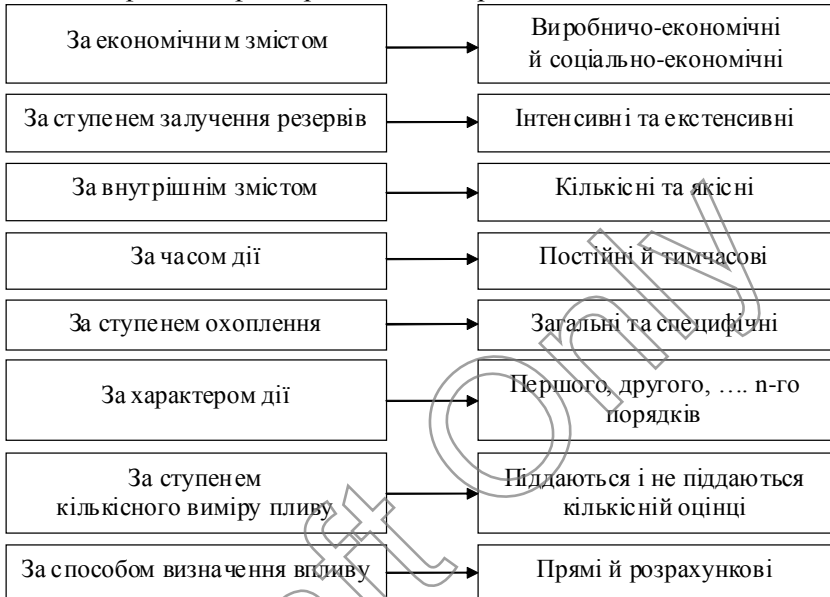 За економічним змістом
Виробничо-економічні
й соціально-економічні
За ступенем залучення резервів
Інтенсивні та екстенсивні
За внутрішнім змістом
Кількісні та якісні
За часом дії
Постійні й тимчасові
За ступенем охоплення
Загальні та специфічні
За характером дії
Першого, другого, …. n-го
порядків
За ступенем
кількісного виміру пливу
Піддаються і не піддаються
кількісній оцінці
За способом визначення впливу
Прямі й розрахункові